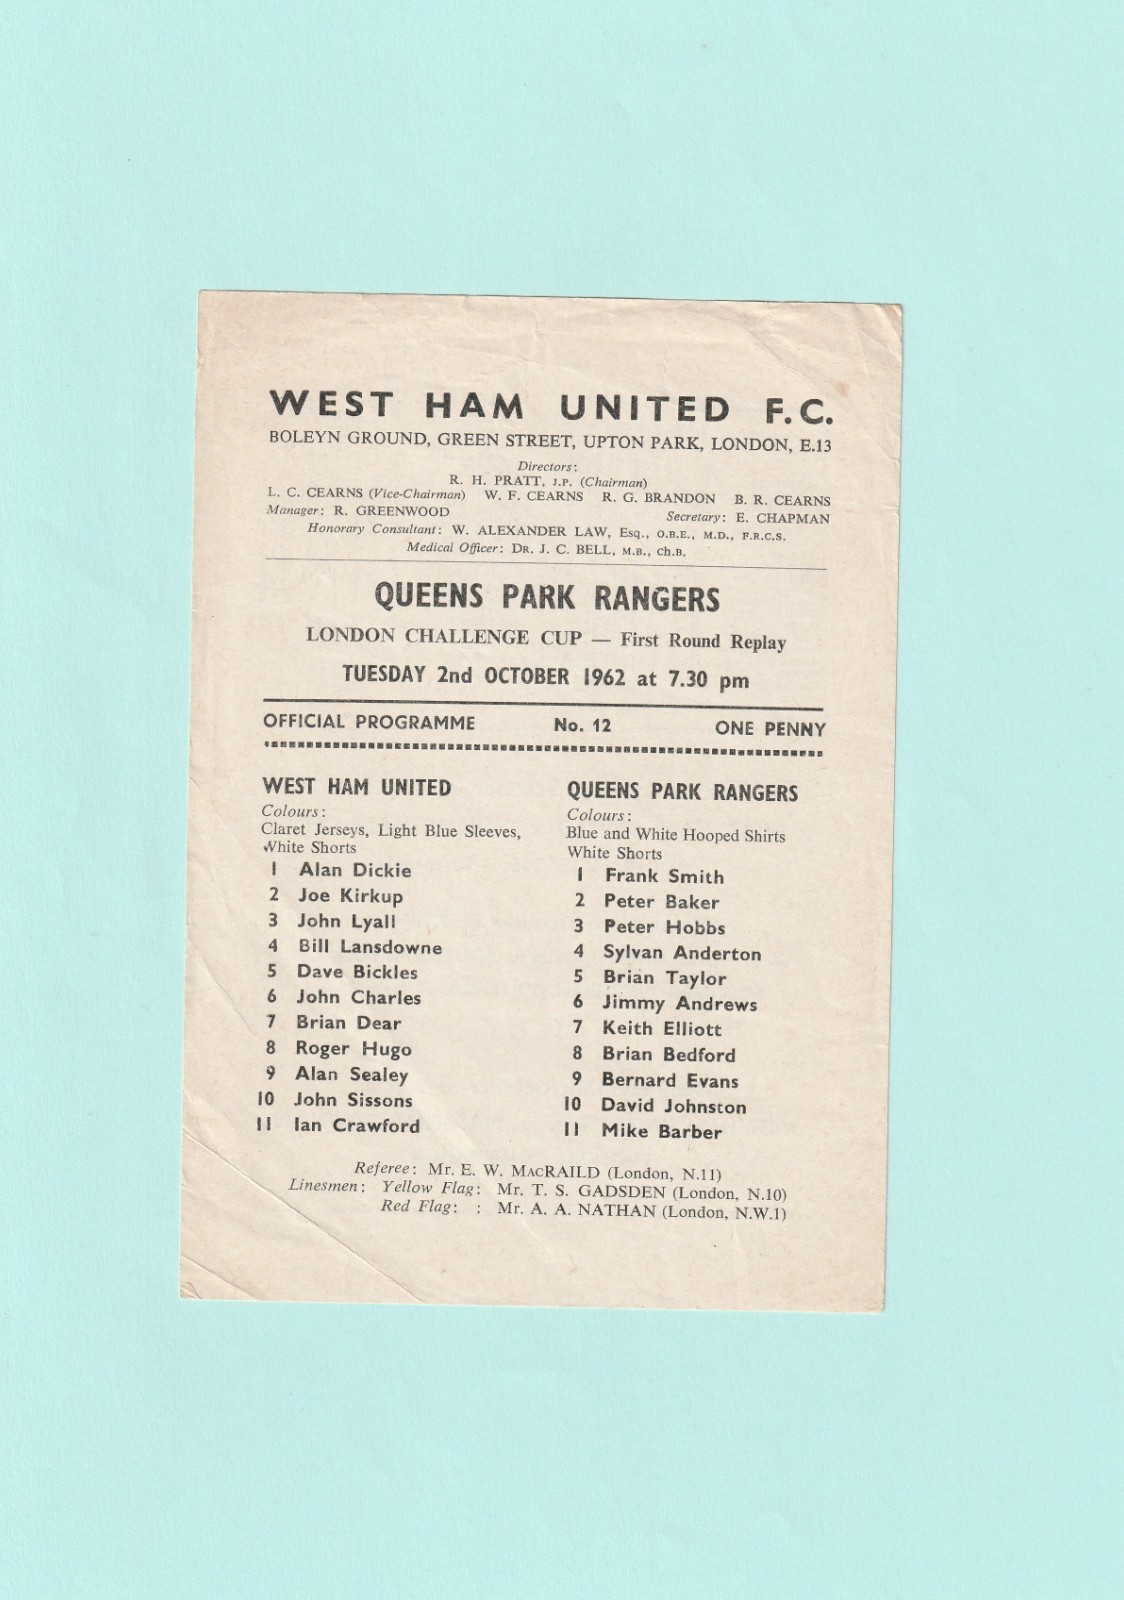 WEST HAM UNITED F.C.
BOLEYN GROUND, GREEN STREET, UPTON PARK, LONDON, E.13
Directors:
R. H. PRATT, J.P. (Chairman)
L. C. CEARNS (Vice-Chairman) W. F. CEARNS R. G. BRANDON B. R. CEARNS
Manager: R. GREENWOOD Secretary: E. CHAPMAN
Honorary Consultant: W. ALEXANDER LAW, Esq., O.B.E., M.D., F.R.C.S.
Medical Officer: DR. J. C. BELL, M.B., Ch.B.
QUEENS PARK RANGERS
LONDON CHALLENGE CUP — First Round Replay
TUESDAY 2nd OCTOBER 1962 at 7.30 pm
OFFICIAL PROGRAMME No. 12 ONE PENNY
WEST HAM UNITED
Colours:
Claret Jerseys, Light Blue Sleeves,
White Shorts
1 Alan Dickie
2 Joe Kirkup
3 John Lyall
4 Bill Lansdowne
5 Dave Bickles
6 John Charles
7 Brian Dear
8 Roger Hugo
9 Alan Sealey
10 John Sissons
11 Ian Crawford
QUEENS PARK RANGERS
Colours:
Blue and White Hooped Shirts
White Shorts
1 Frank Smith
2 Peter Baker
3 Peter Hobbs
4 Sylvan Anderton
5 Brian Taylor
6 Jimmy Andrews
7 Keith Elliott
8 Brian Bedford
9 Bernard Evans
10 David Johnston
11 Mike Barber
Referee: Mr. E. W. MACRAILD (London, N.11)
Linesmen: Yellow Flag: Mr. T. S. GADSDEN (London, N.10)
Red Flag: : Mr. A. A. NATHAN (London, N.W.1)